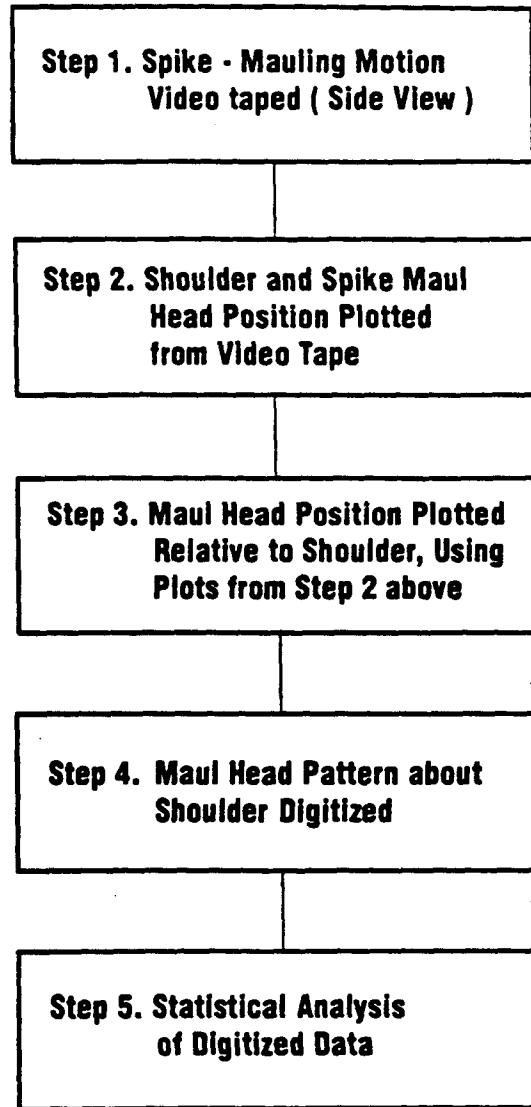 Step 1. Spike - Mauling Motion
Video taped ( Side View )
Step 2. Shoulder and Spike Maul
Head Position Plotted
from Video Tape
Step 3. Maul Head Position Plotted
Relative to Shoulder, Using
Plots from Step 2 above
Step 4. Maul Head Pattern about
Shoulder Digitized
Step 5. Statistical Analysis
of Digitized Data